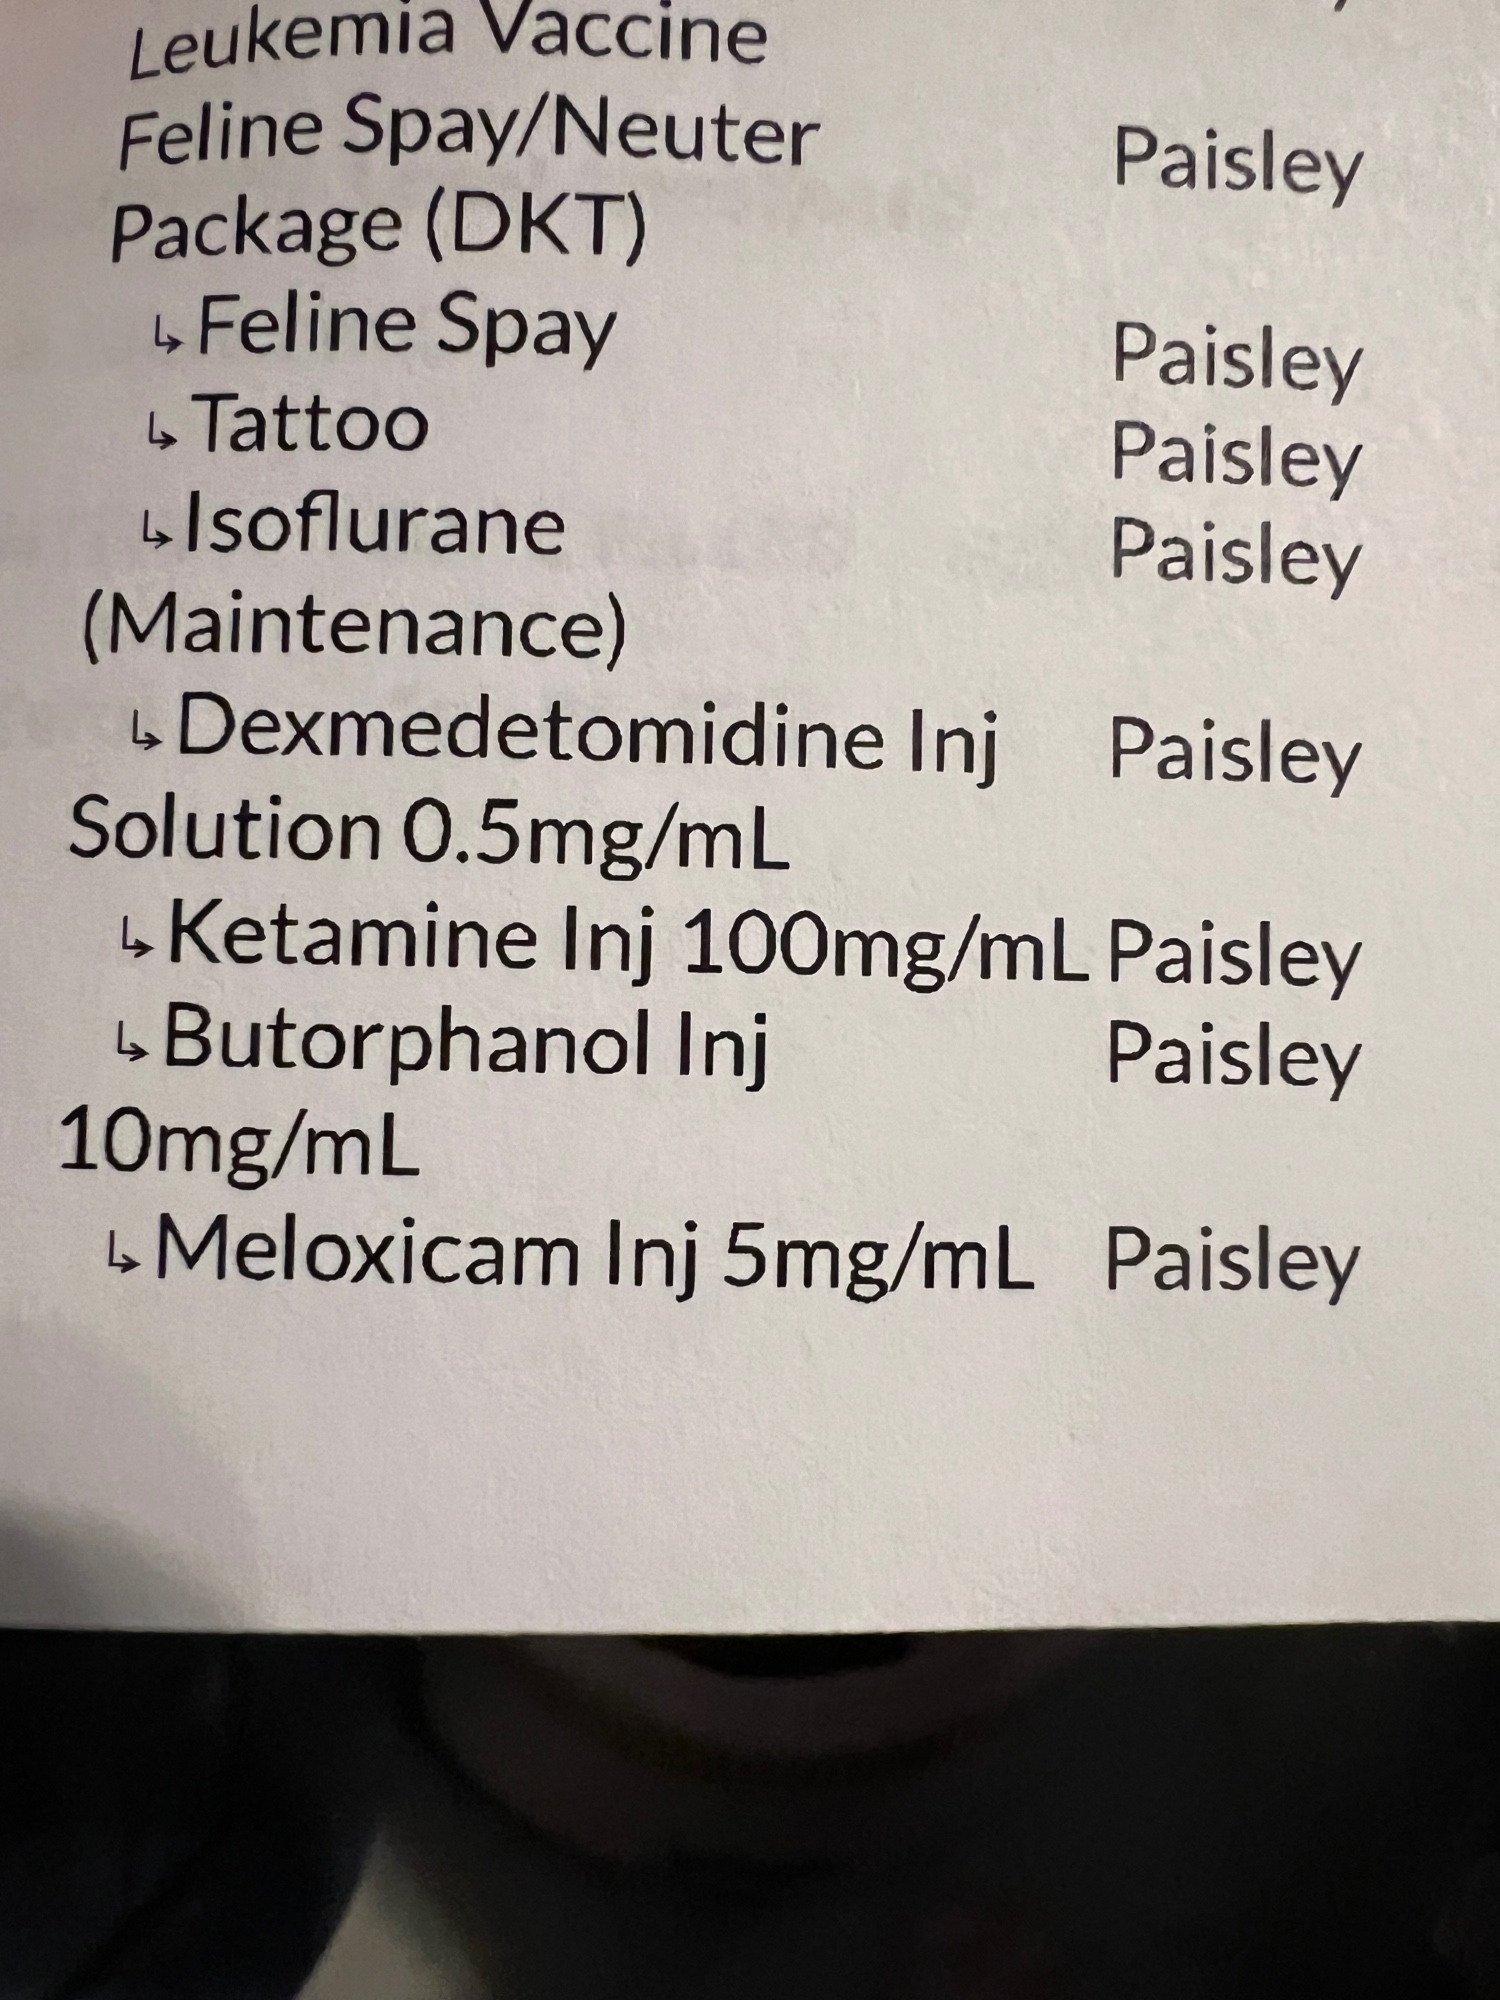 Leukemia Vaccine
Feline Spay/Neuter Paisley
Package (DKT)
↳Feline Spay Paisley
↳Tattoo Paisley
↳Isoflurane Paisley
(Maintenance)
↳Dexmedetomidine Inj Paisley
Solution 0.5mg/mL
↳Ketamine Inj 100mg/mL Paisley
↳Butorphanol Inj Paisley
10mg/mL
↳Meloxicam Inj 5mg/mL Paisley